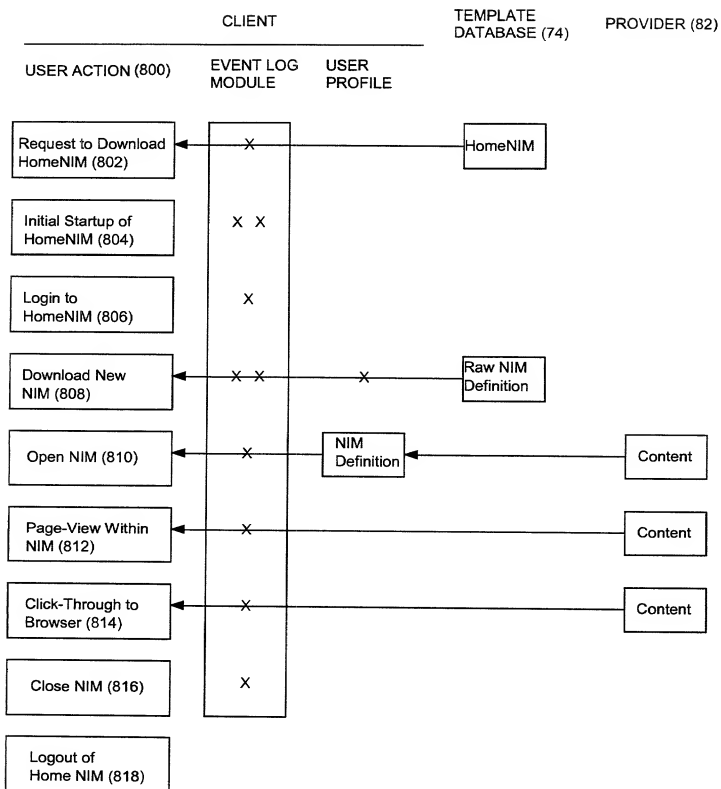 CLIENT
TEMPLATE
DATABASE (74)
PROVIDER (82)
USER ACTION (800)
EVENT LOG
MODULE
USER
PROFILE
Request to Download
HomeNIM (802)
X
HomeNIM
Initial Startup of
HomeNIM (804)
X X
Login to
HomeNIM (806)
X
Download New
NIM (808)
X X
X
Raw NIM
Definition
Open NIM (810)
X
NIM
Definition
Content
Page-View Within
NIM (812)
X
Content
Click-Through to
Browser (814)
X
Content
Close NIM (816)
X
Logout of
Home NIM (818)